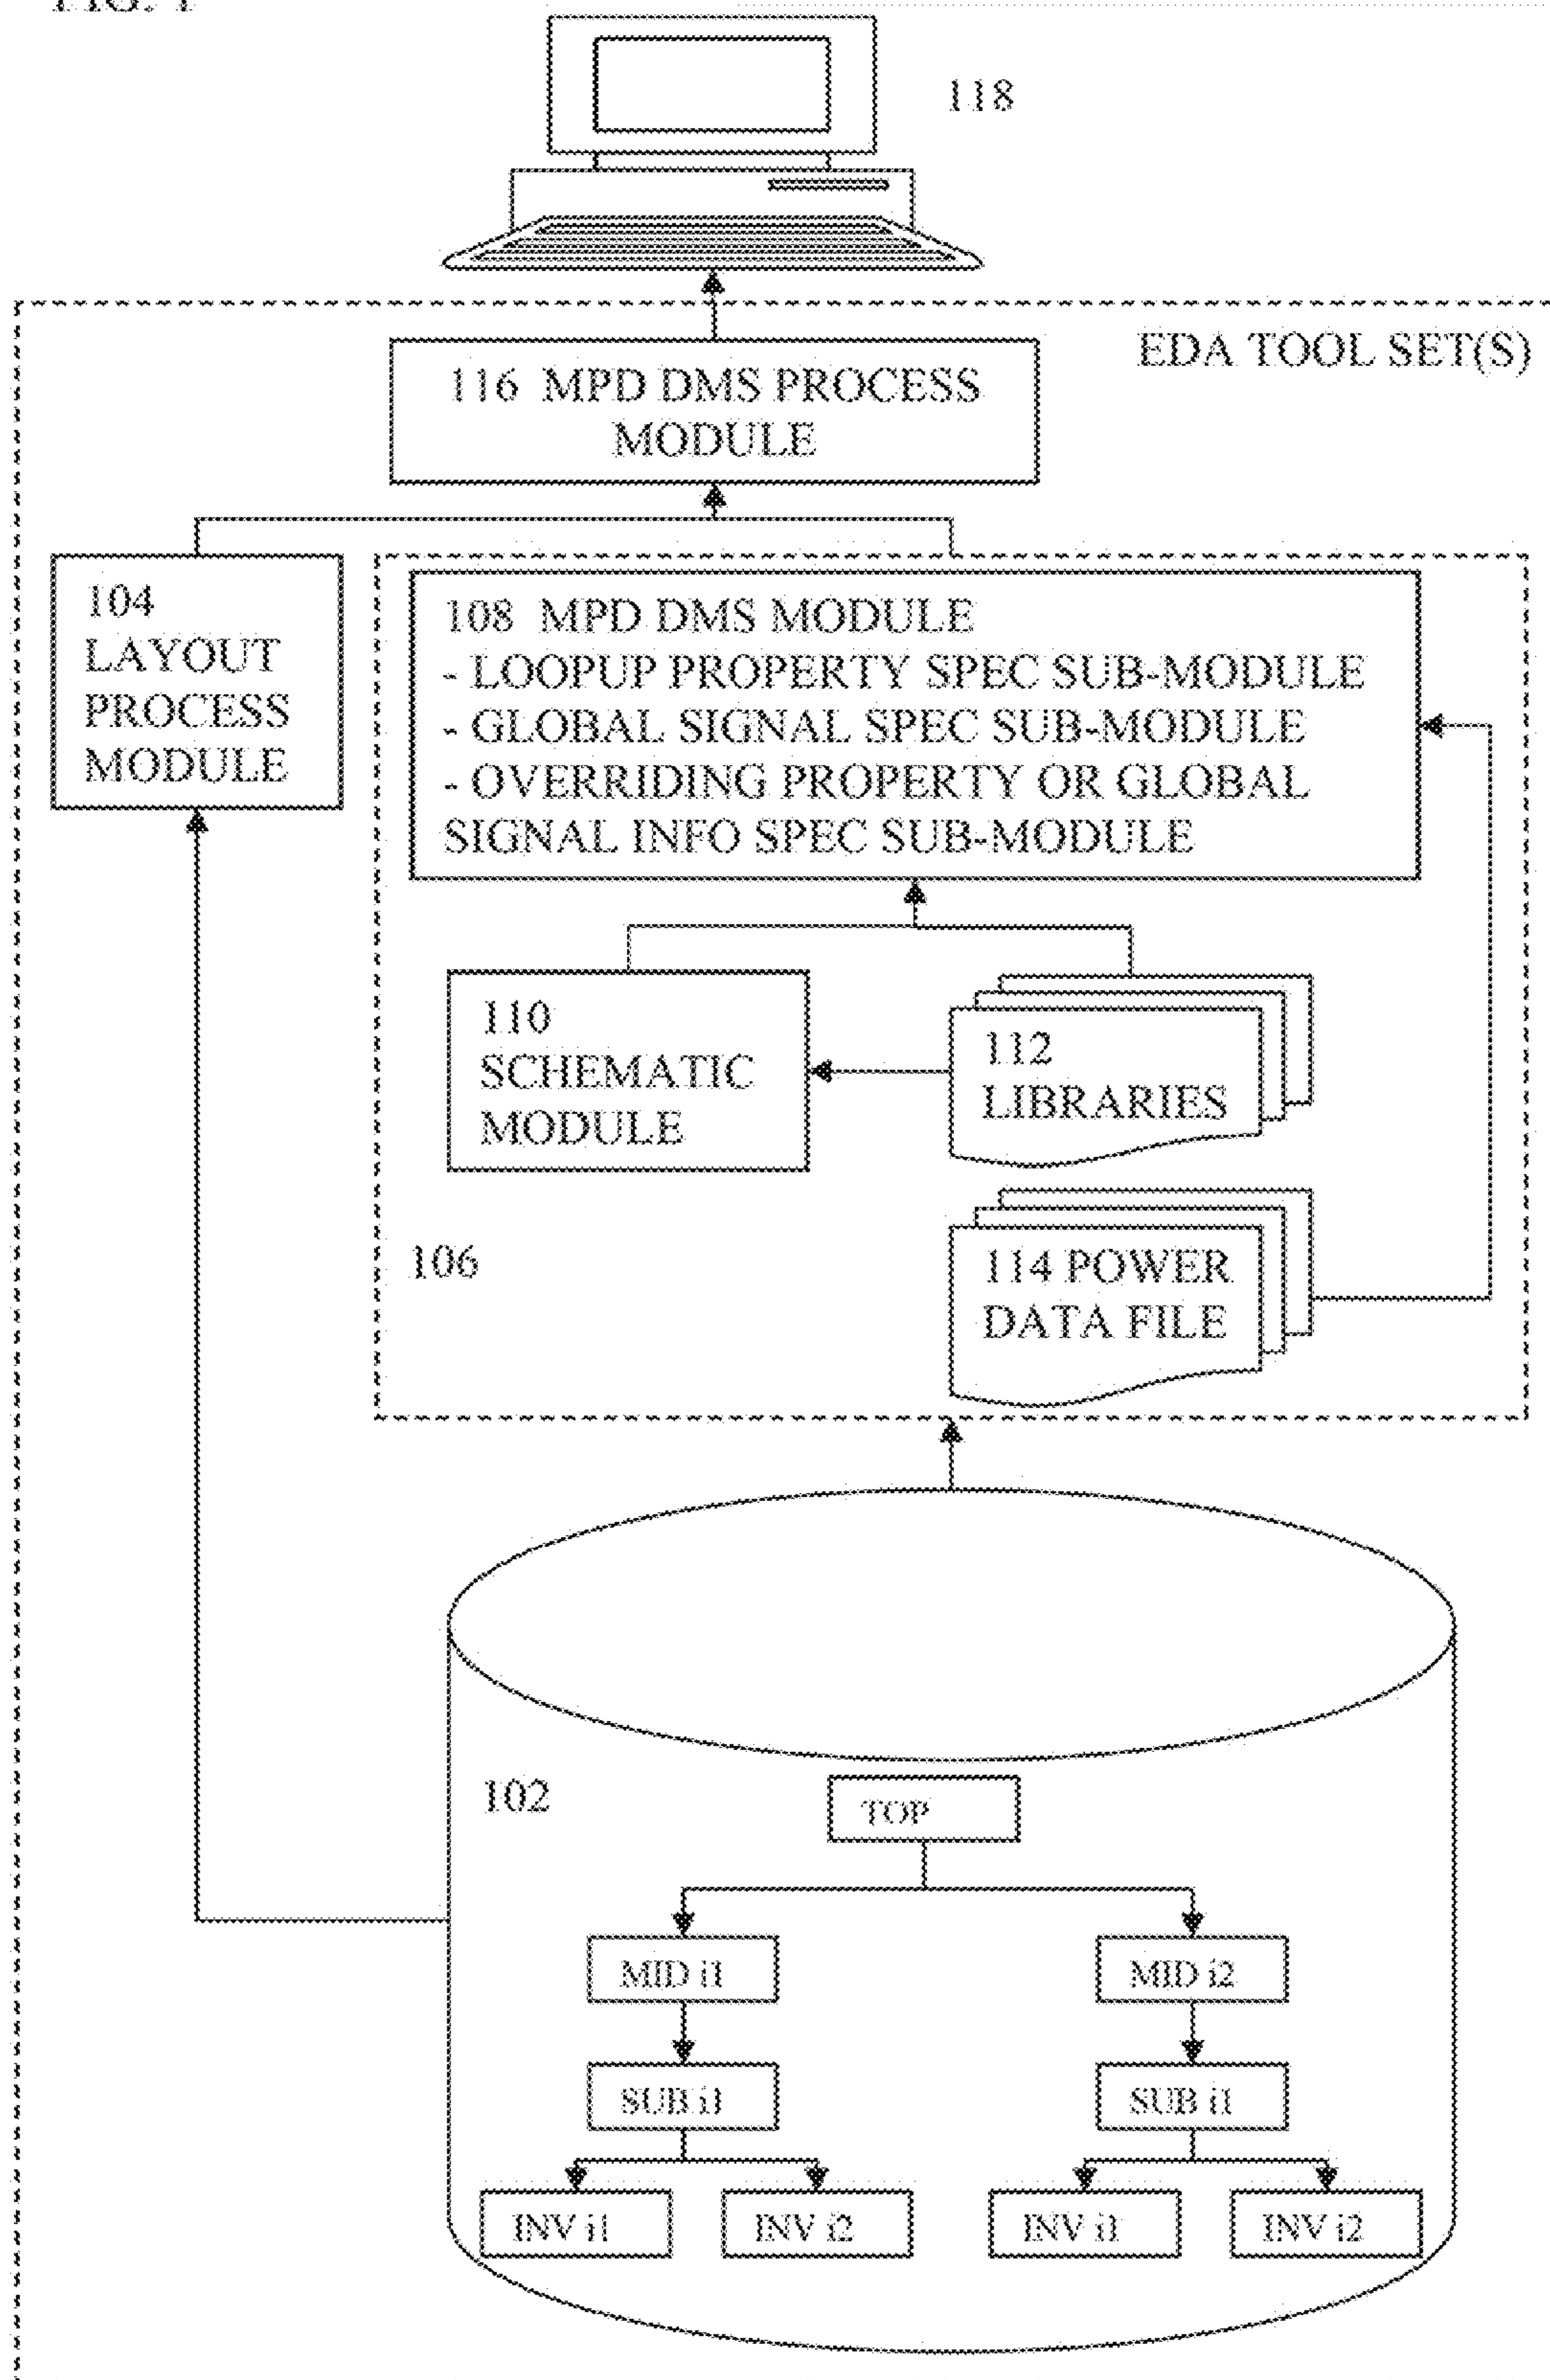 118
EDA TOOL SET(S)
116 MPD DMS PROCESS
MODULE
104
LAYOUT
PROCESS
MODULE
108 MPD DMS MODULE
- LOOPUP PROPERTY SPEC SUB-MODULE
- GLOBAL SIGNAL SPEC SUB-MODULE
- OVERRIDING PROPERTY OR GLOBAL
SIGNAL INFO SPEC SUB-MODULE
110
SCHEMATIC
MODULE
112
LIBRARIES
106
114 POWER
DATA FILE
102
TOP
MID i1
MID i2
SUB i1
SUB i1
INV i1
INV i2
INV i1
INV i2